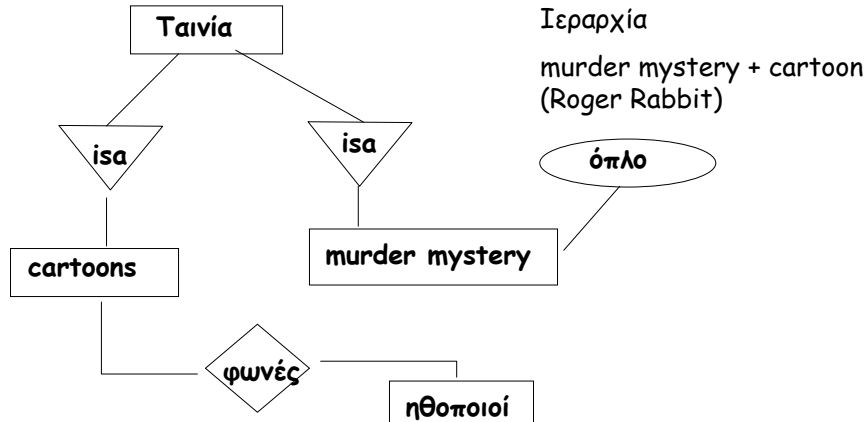 Ταινία
Ιεραρχία
murder mystery + cartoon
(Roger Rabbit)
isa
isa
όπλο
murder mystery
cartoons
φωνές
ηθοποιοί